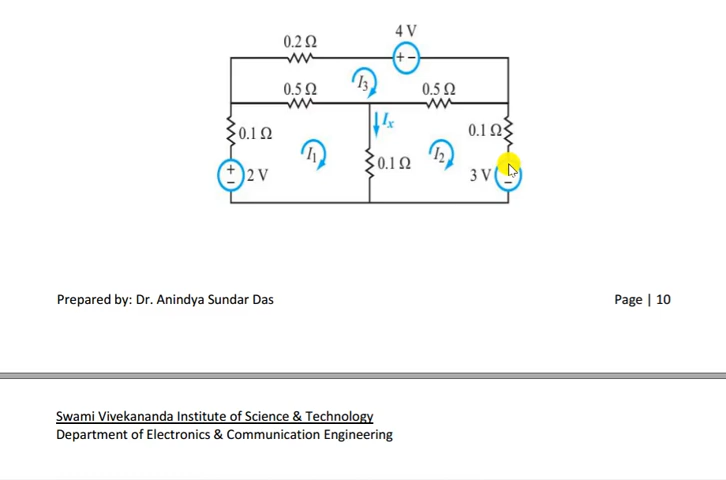 4 V
0.2 Ω
+ −
0.5 Ω
I3
0.5 Ω
Ix
0.1 Ω
0.1 Ω
I1
I2
0.1 Ω
+
−
2 V
3 V
−
Prepared by: Dr. Anindya Sundar Das
Page | 10
Swami Vivekananda Institute of Science & Technology
Department of Electronics & Communication Engineering